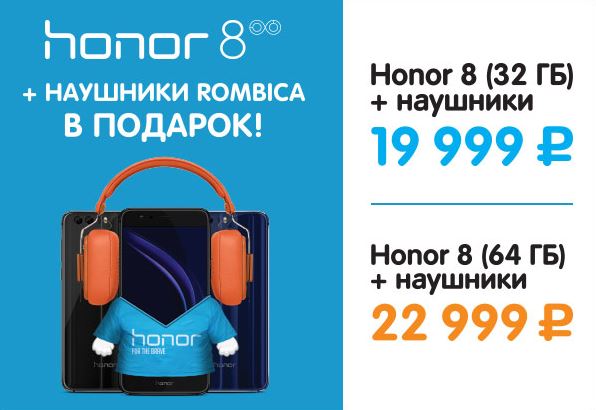 honor 8
+ НАУШНИКИ ROMBICA
В ПОДАРОК!
honor
FOR THE BRAVE
honor
honor
Honor 8 (32 ГБ)
+ наушники
19 999 ₽
Honor 8 (64 ГБ)
+ наушники
22 999 ₽